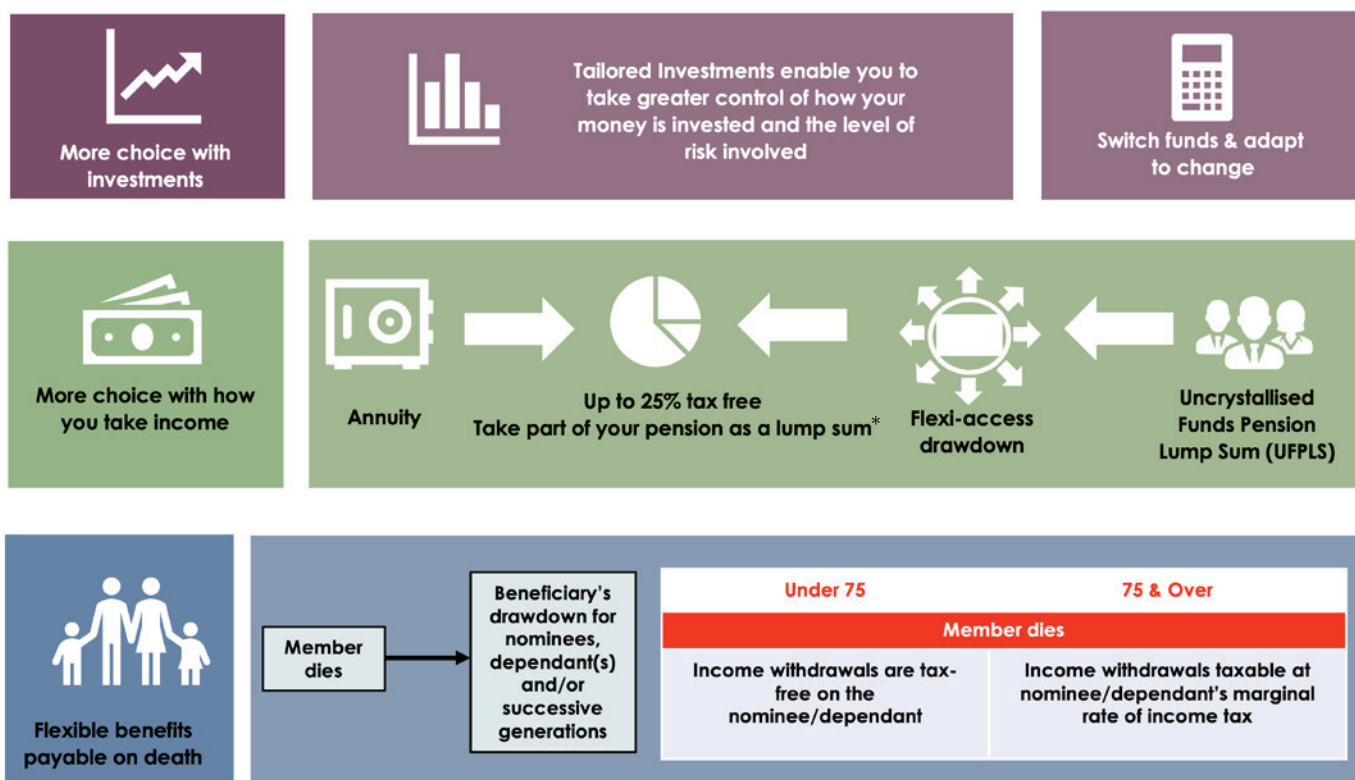 More choice with
investments
Tailored Investments enable you to
take greater control of how your
money is invested and the level of
risk involved
Switch funds & adapt
to change
More choice with how
you take income
Annuity
Up to 25% tax free
Take part of your pension as a lump sum*
Flexi-access
drawdown
Uncrystallised
Funds Pension
Lump Sum (UFPLS)
Flexible benefits
payable on death
Member
dies
Beneficiary's
drawdown for
nominees,
dependant(s)
and/or
successive
generations
Under 75
75 & Over
Member dies
Income withdrawals are tax-
free on the
nominee/dependant
Income withdrawals taxable at
nominee/dependant's marginal
rate of income tax